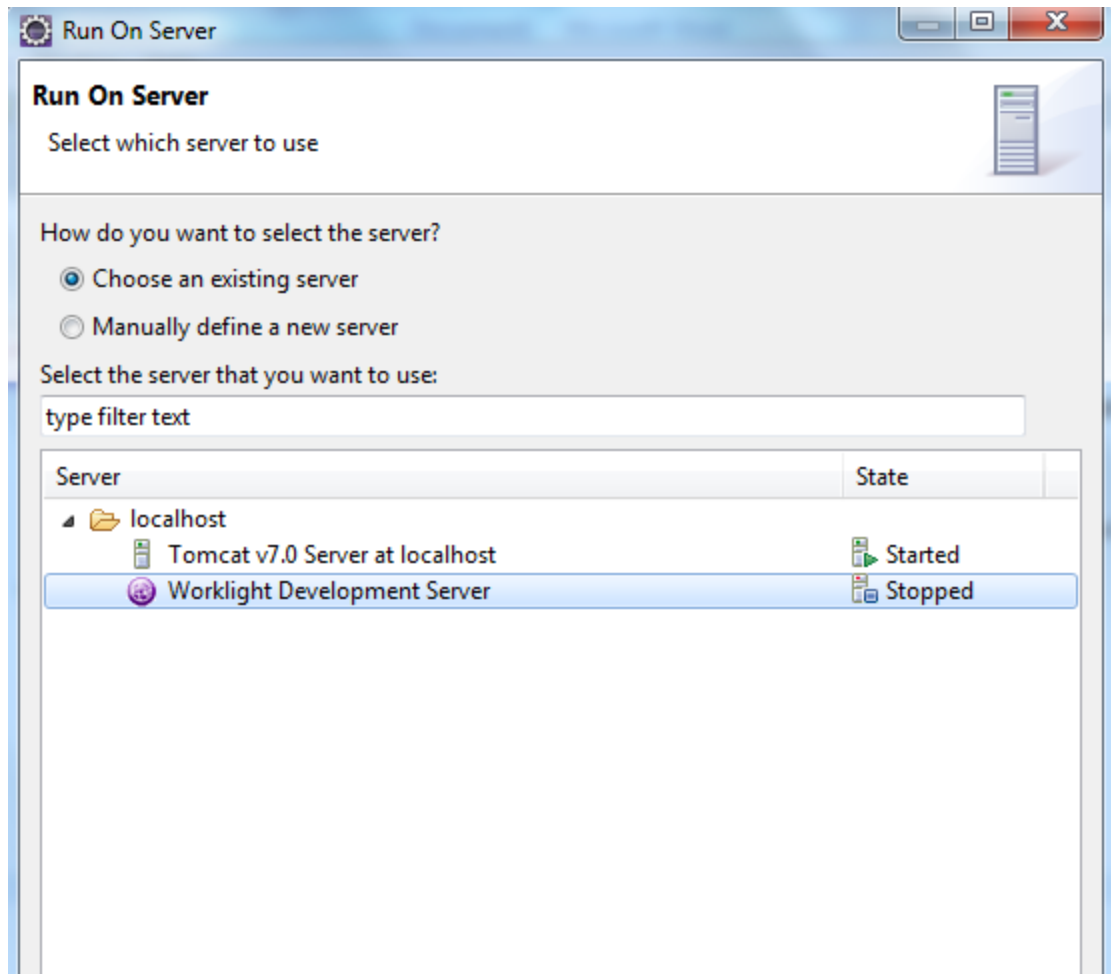 Run On Server
Run On Server
Select which server to use
How do you want to select the server?
Choose an existing server
Manually define a new server
Select the server that you want to use:
type filter text
Server State
localhost
Tomcat v7.0 Server at localhost Started
Worklight Development Server Stopped